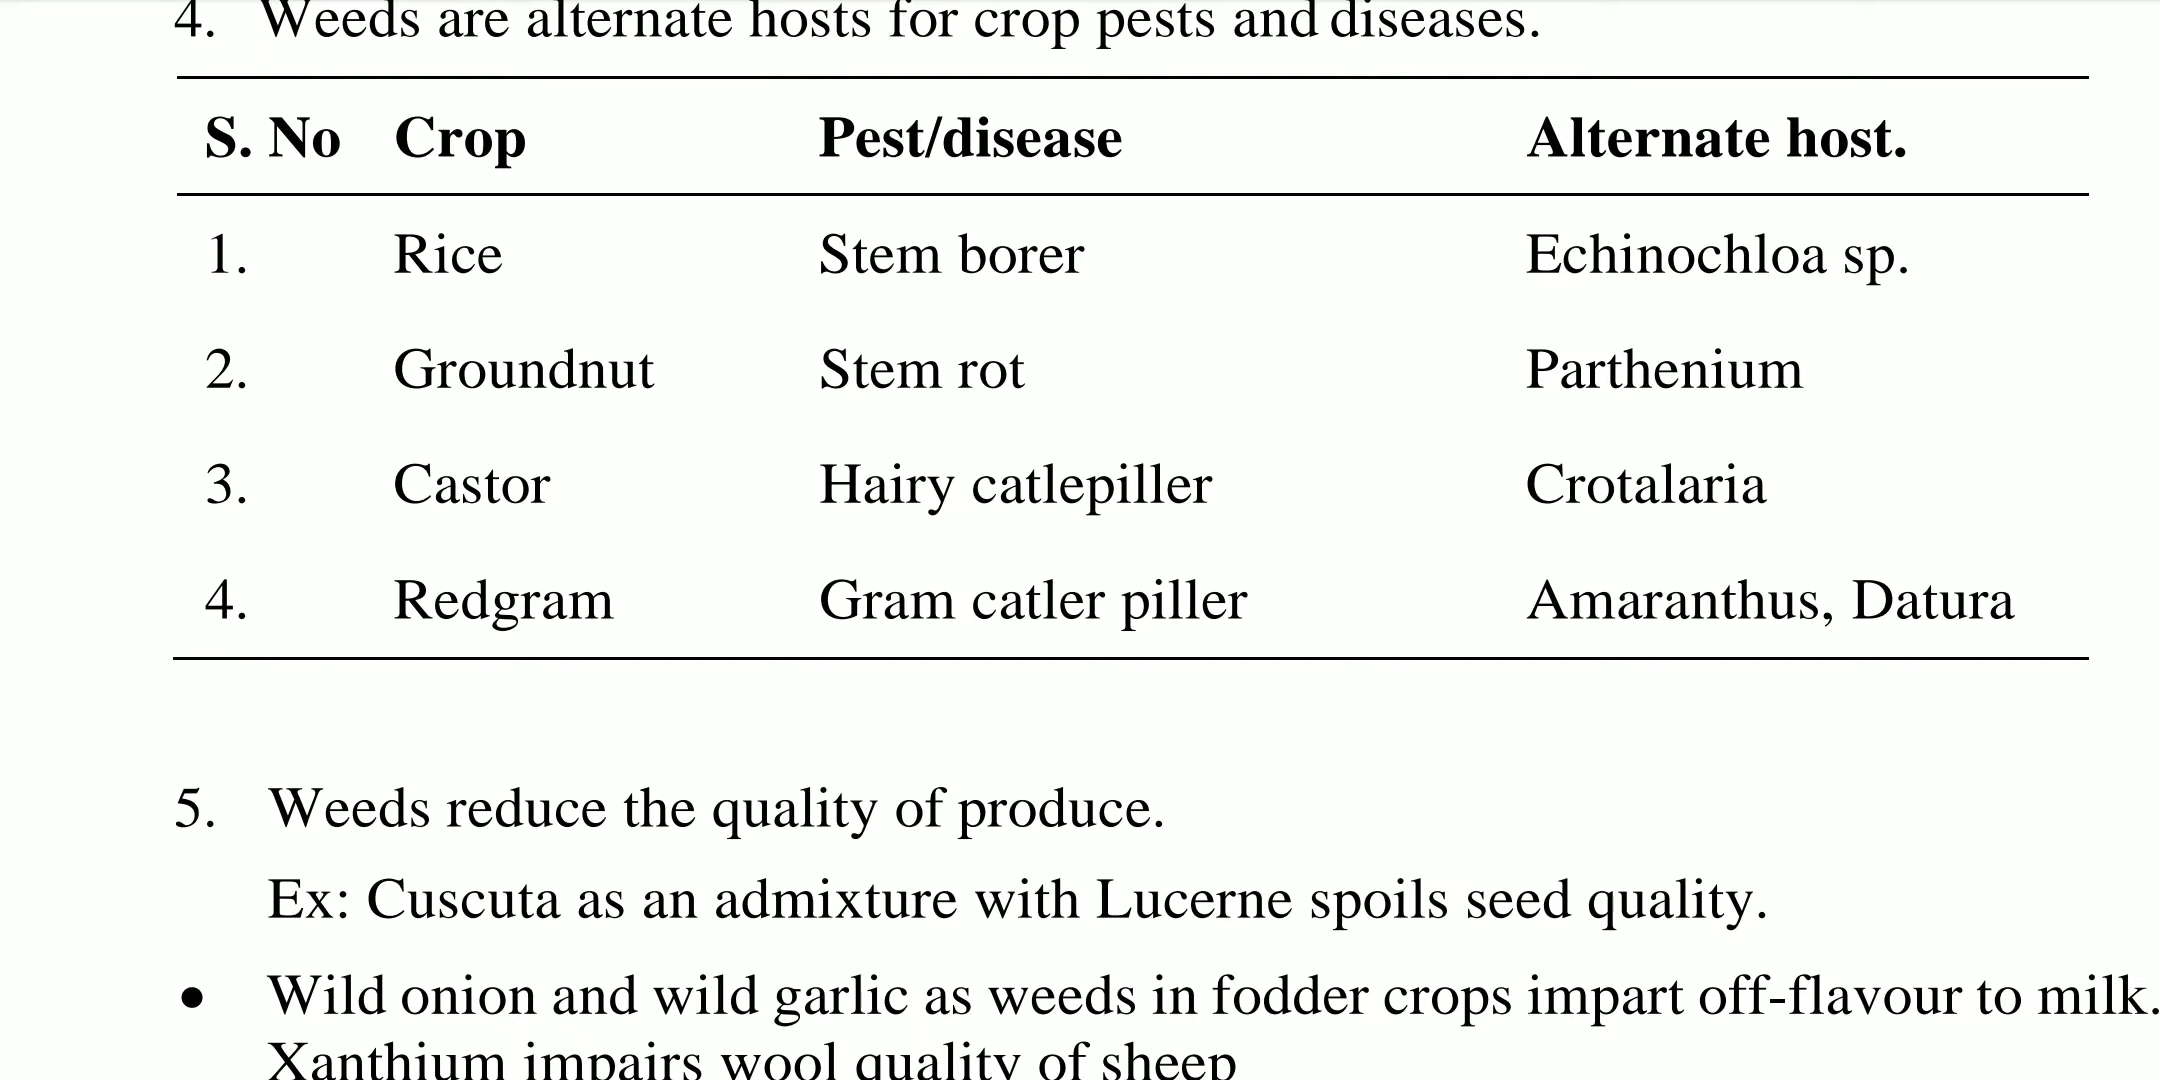 4. Weeds are alternate hosts for crop pests and diseases.
S. No Crop Pest/disease Alternate host.
1. Rice Stem borer Echinochloa sp.
2. Groundnut Stem rot Parthenium
3. Castor Hairy catlepiller Crotalaria
4. Redgram Gram catler piller Amaranthus, Datura
5. Weeds reduce the quality of produce.
Ex: Cuscuta as an admixture with Lucerne spoils seed quality.
• Wild onion and wild garlic as weeds in fodder crops impart off-flavour to milk.
Xanthium impairs wool quality of sheep